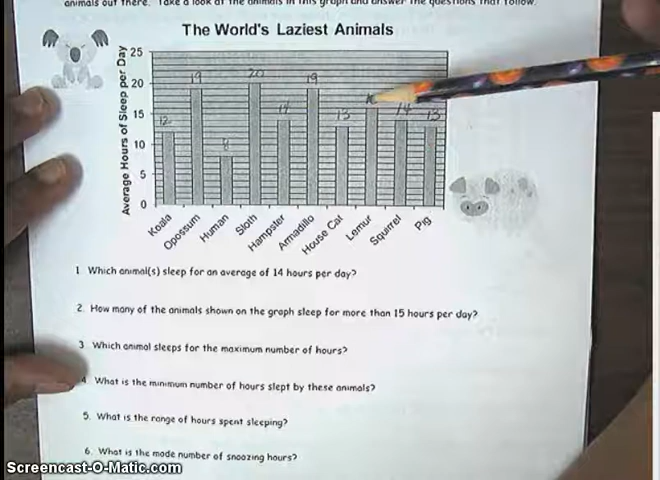 animals out there. Take a look at the animals in this graph and answer the questions that follow.
The World's Laziest Animals
Average Hours of Sleep per Day
25
20
15
10
5
0
12
19
8
20
14
19
13
16
14
13
Koala
Opossum
Human
Sloth
Hampster
Armadillo
House Cat
Lemur
Squirrel
Pig
1. Which animal(s) sleep for an average of 14 hours per day?
2. How many of the animals shown on the graph sleep for more than 15 hours per day?
3. Which animal sleeps for the maximum number of hours?
4. What is the minimum number of hours slept by these animals?
5. What is the range of hours spent sleeping?
6. What is the mode number of snoozing hours?
Screencast-O-Matic.com